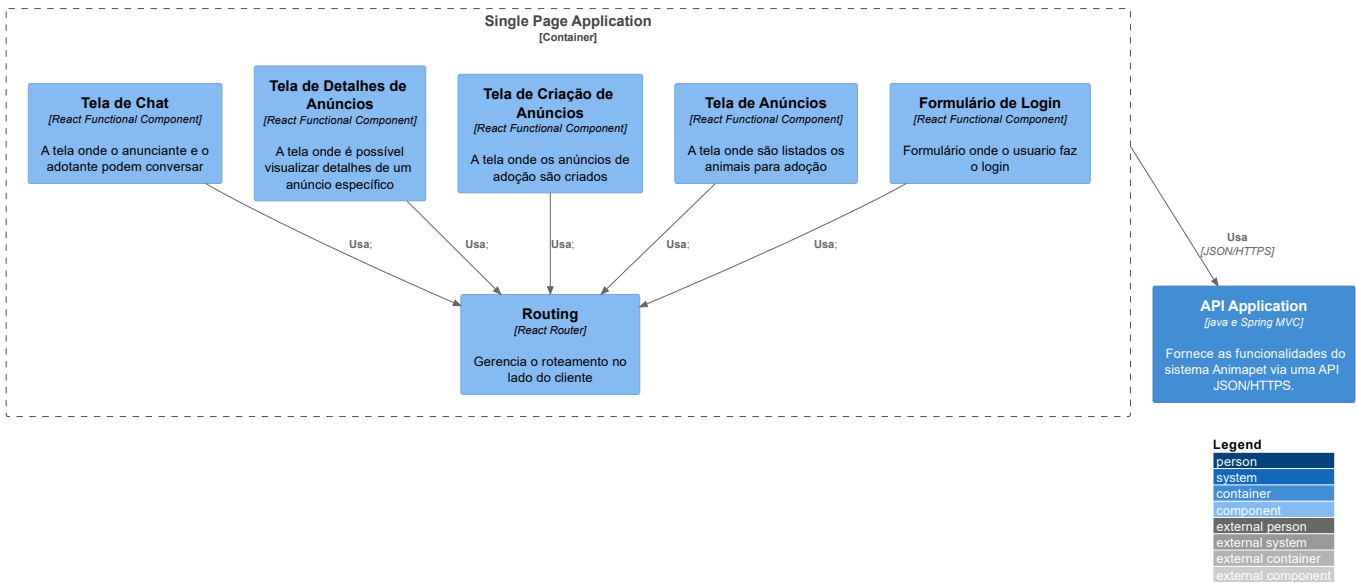 Single Page Application
[Container]
Tela de Chat
[React Functional Component]
A tela onde o anunciante e o
adotante podem conversar
Tela de Detalhes de
Anúncios
[React Functional Component]
A tela onde é possível
visualizar detalhes de um
anúncio específico
Tela de Criação de
Anúncios
[React Functional Component]
A tela onde os anúncios de
adoção são criados
Tela de Anúncios
[React Functional Component]
A tela onde são listados os
animais para adoção
Formulário de Login
[React Functional Component]
Formulário onde o usuario faz
o login
Usa;
Usa;
Usa;
Usa;
Usa;
Usa
[JSON/HTTPS]
Routing
[React Router]
Gerencia o roteamento no
lado do cliente
API Application
[java e Spring MVC]
Fornece as funcionalidades do
sistema Animapet via uma API
JSON/HTTPS.
Legend
person
system
container
component
external person
external system
external container
external component